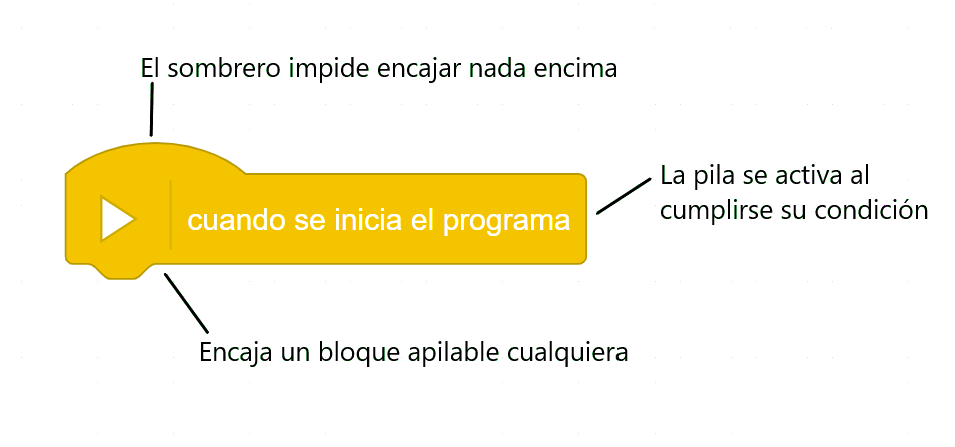 El sombrero impide encajar nada encima
La pila se activa al
cumplirse su condición
cuando se inicia el programa
Encaja un bloque apilable cualquiera